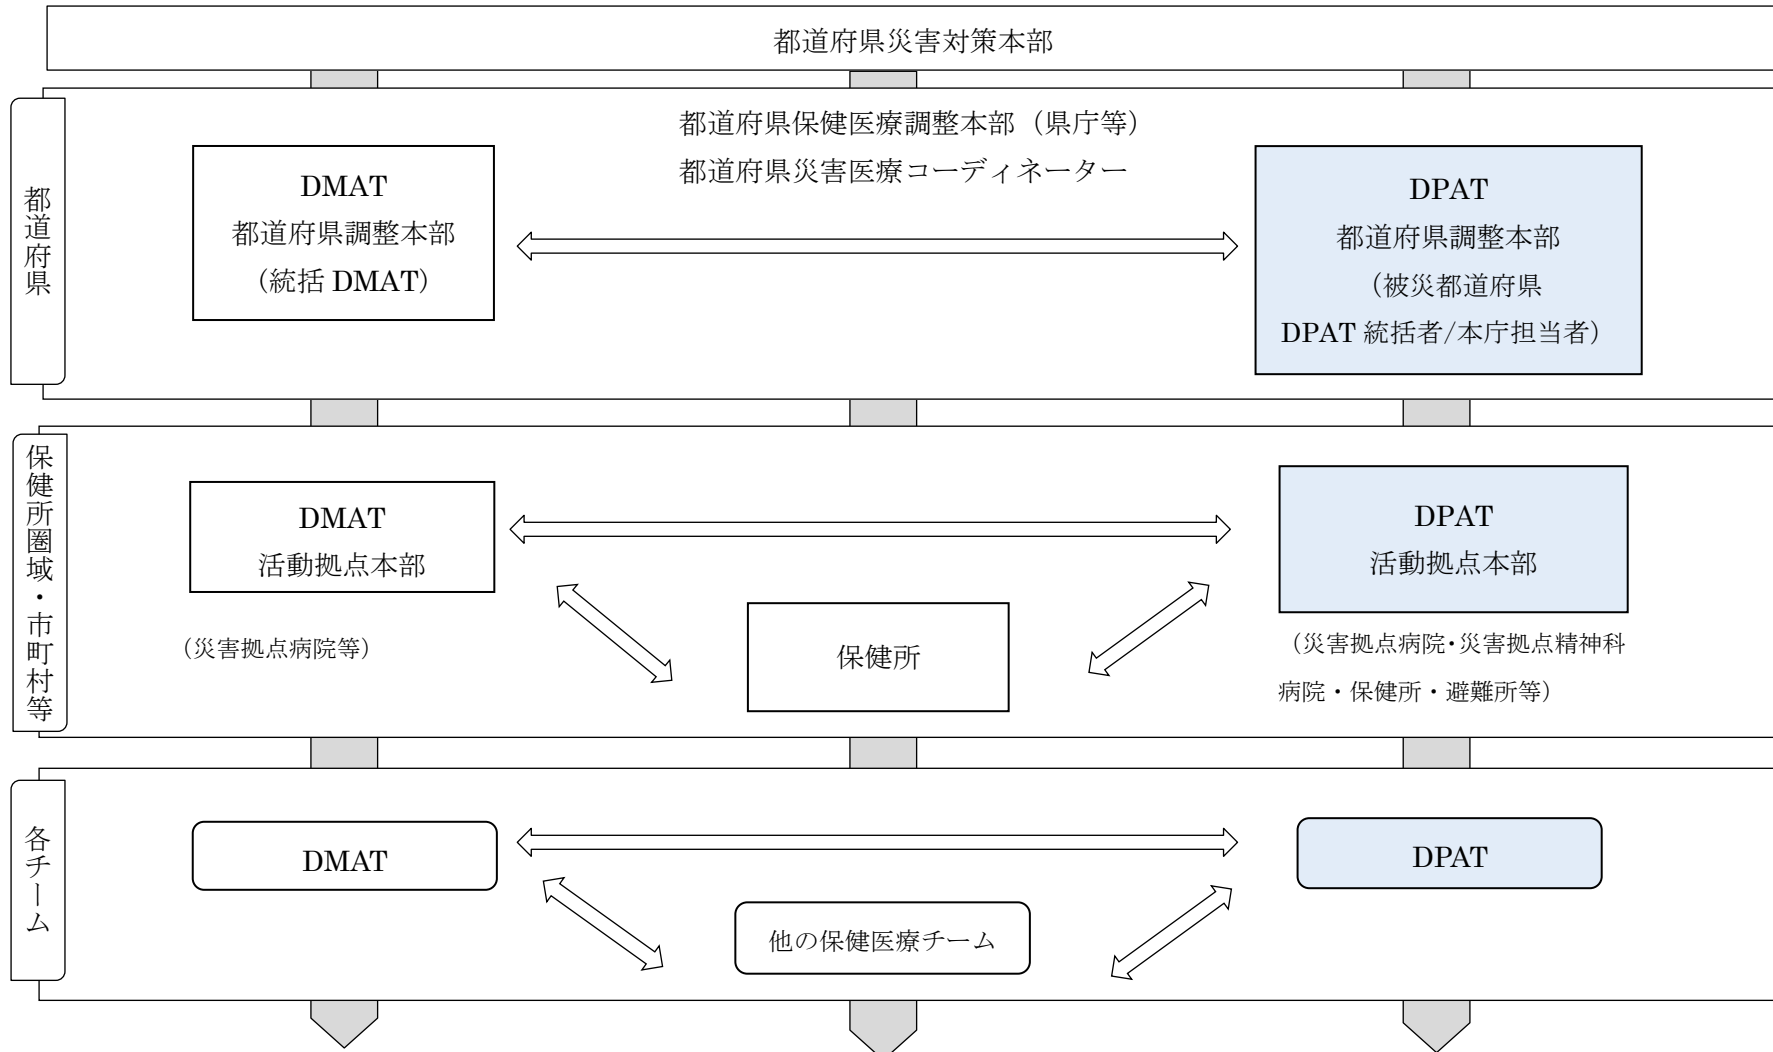 都道府県災害対策本部
都道府県
都道府県保健医療調整本部（県庁等）
都道府県災害医療コーディネーター
DMAT
都道府県調整本部
（統括 DMAT）
DPAT
都道府県調整本部
（被災都道府県
DPAT 統括者/本庁担当者）
保健所圏域・市町村等
DMAT
活動拠点本部
（災害拠点病院等）
保健所
DPAT
活動拠点本部
（災害拠点病院・災害拠点精神科
病院・保健所・避難所等）
各チーム
DMAT
他の保健医療チーム
DPAT